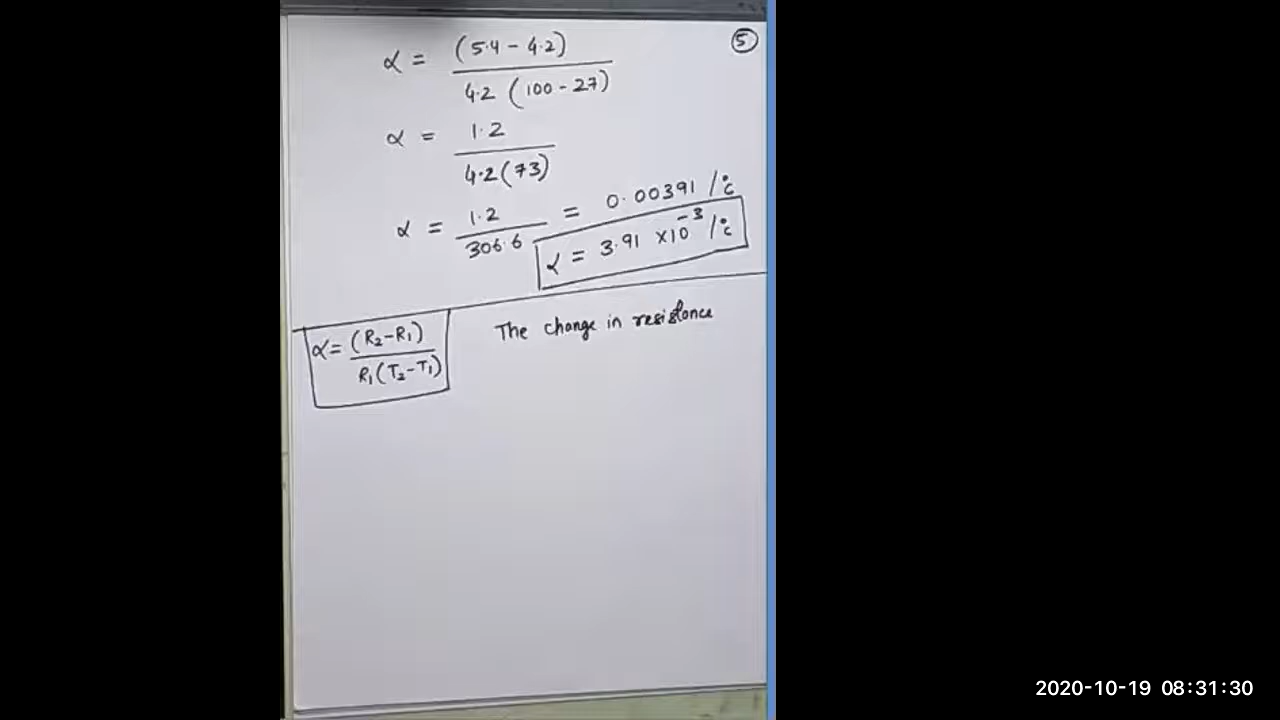 5
α = (5.4 - 4.2) / 4.2 (100 - 27)
α = 1.2 / 4.2 (73)
α = 1.2 / 306.6 = 0.00391 /°c
α = 3.91 ×10⁻³ /°c
α = (R₂-R₁) / R₁(T₂-T₁)
The change in resistance
2020-10-19 08:31:30